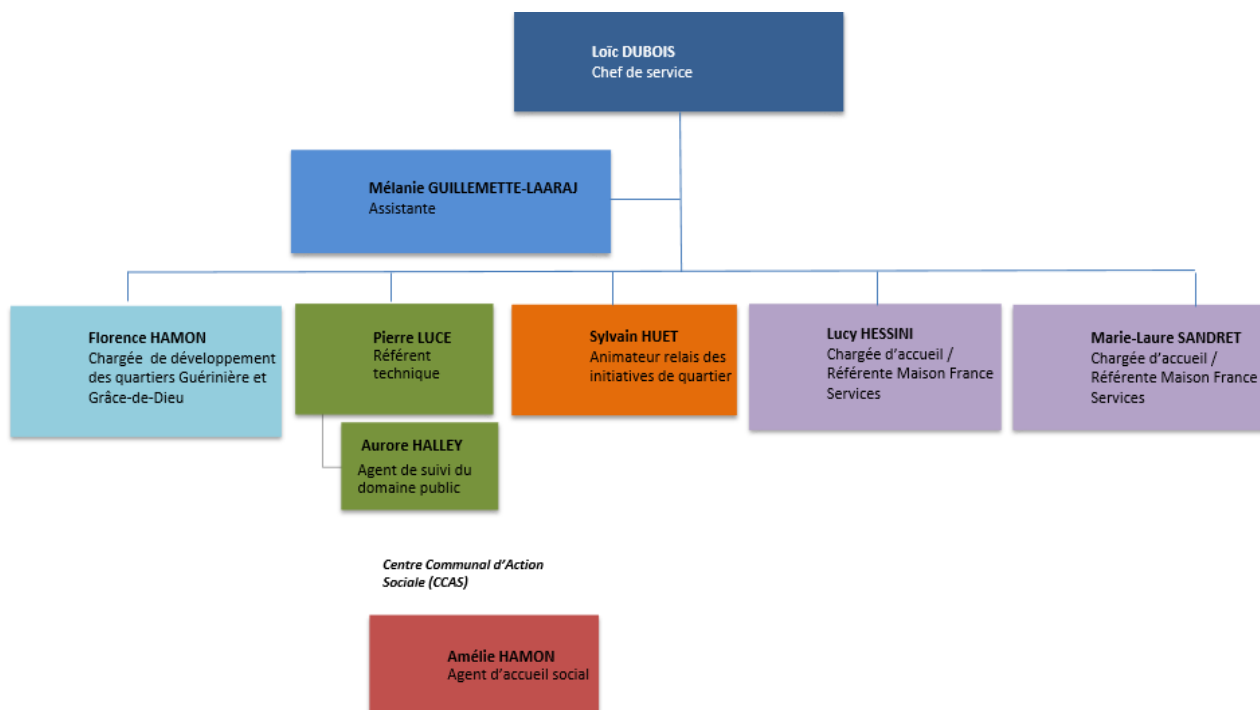 Loïc DUBOIS
Chef de service
Mélanie GUILLEMETTE-LAARAJ
Assistante
Florence HAMON
Chargée de développement
des quartiers Guérinière et
Grâce-de-Dieu
Pierre LUCE
Référent
technique
Sylvain HUET
Animateur relais des
initiatives de quartier
Lucy HESSINI
Chargée d'accueil /
Référente Maison France
Services
Marie-Laure SANDRET
Chargée d'accueil /
Référente Maison France
Services
Aurore HALLEY
Agent de suivi du
domaine public
Centre Communal d'Action
Sociale (CCAS)
Amélie HAMON
Agent d'accueil social